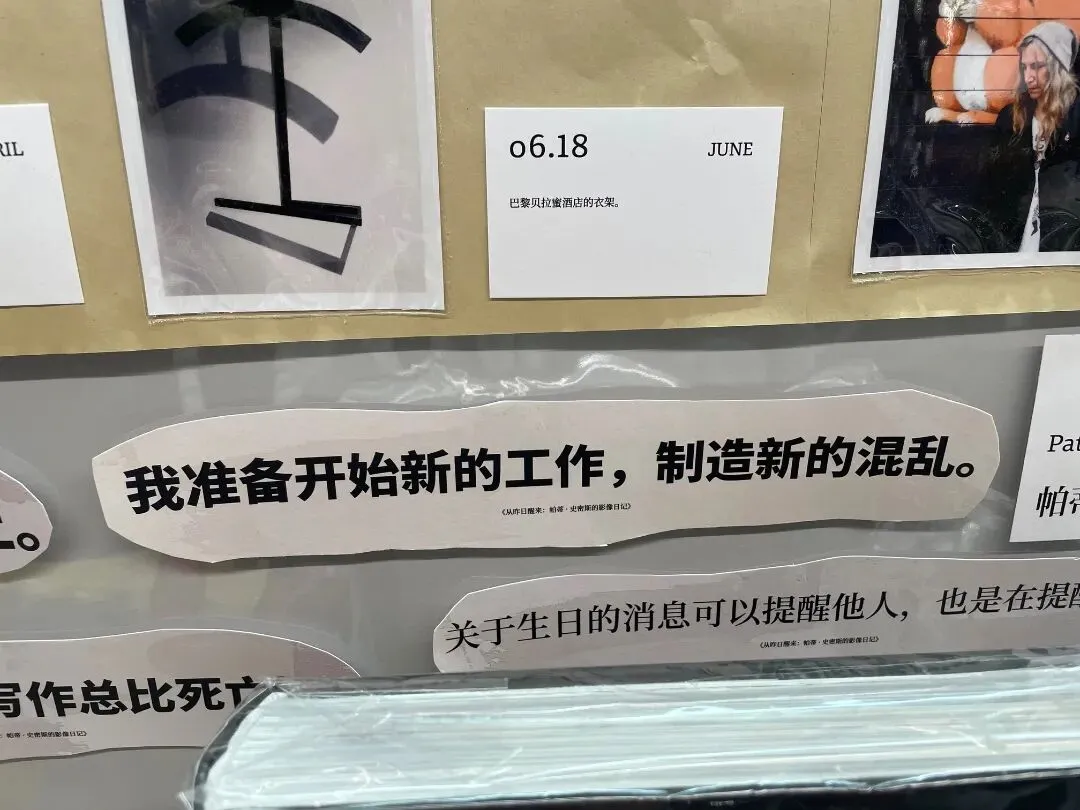 RIL
06.18
JUNE
巴黎贝拉蜜酒店的衣架。
我准备开始新的工作，制造新的混乱。
《从昨日醒来：帕蒂·史密斯的影像日记》
Pat
帕蒂
关于生日的消息可以提醒他人，也是在提醒
《从昨日醒来：帕蒂·史密斯的影像日记》
写作总比死亡
：帕蒂·史密斯的影像日记》